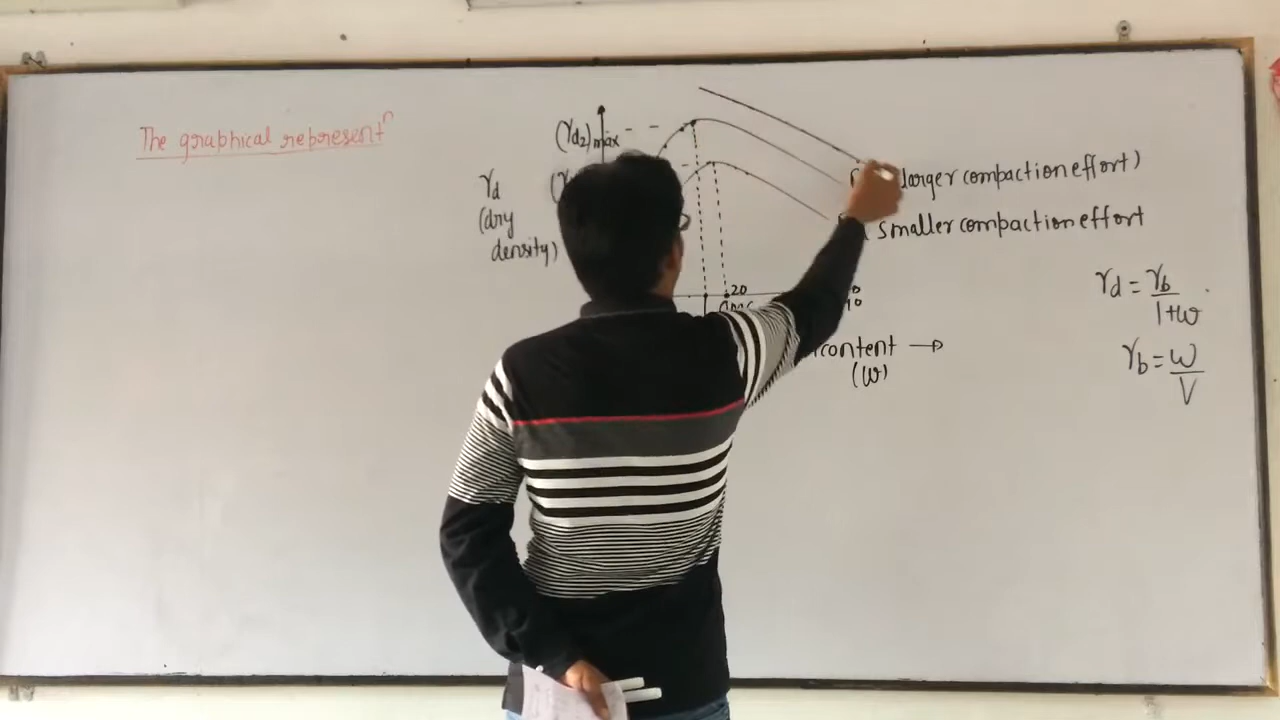 The graphical representⁿ
(γd₂)max
γd
(dry
density)
larger compaction effort)
smaller compaction effort
20
content →
(w)
γd = γb
1+w
γb = w
V